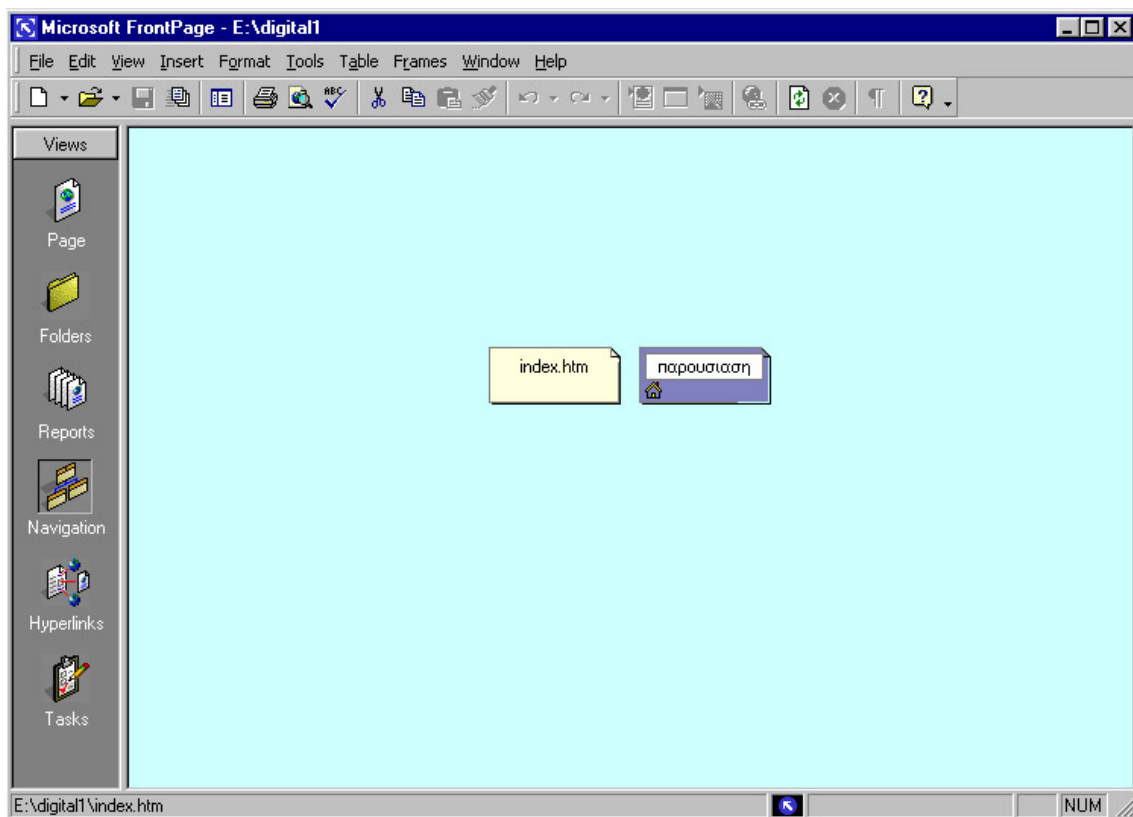 Microsoft FrontPage - E:\digital1
File Edit View Insert Format Tools Table Frames Window Help
ABC
Views
Page
Folders
Reports
Navigation
Hyperlinks
Tasks
index.htm
παρουσιαση
E:\digital1\index.htm
NUM